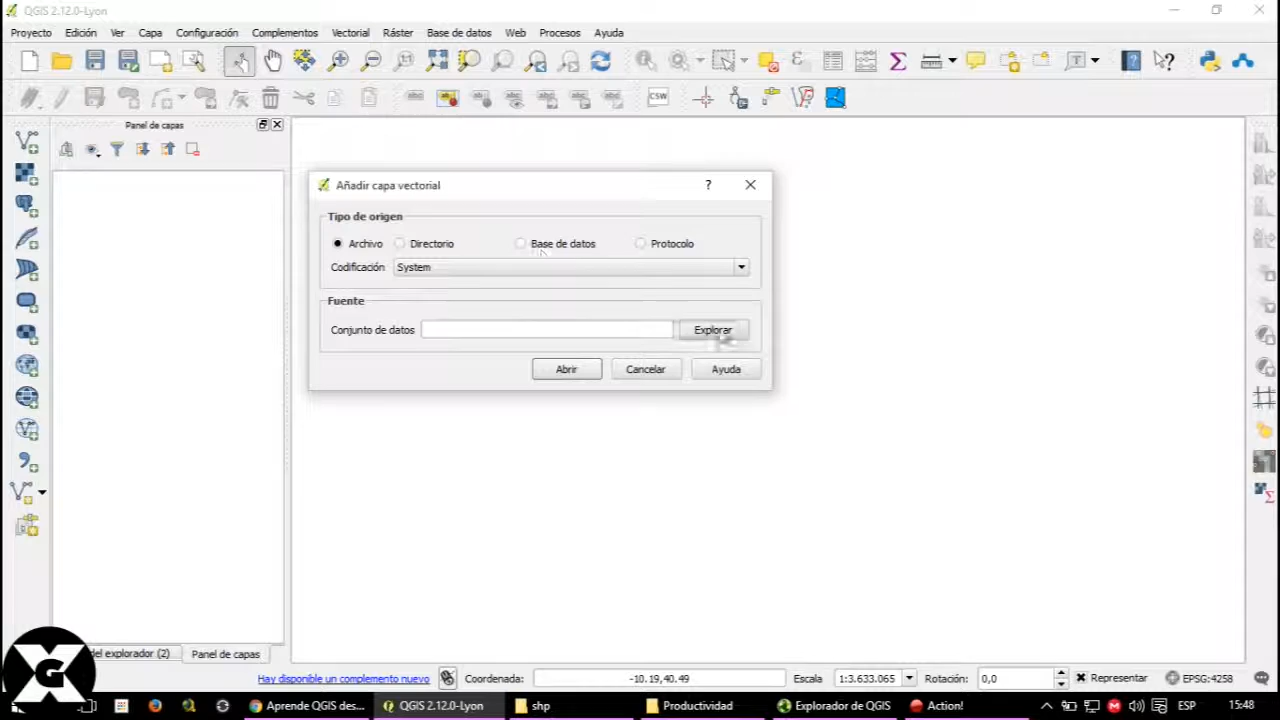 QGIS 2.12.0-Lyon
Proyecto Edición Ver Capa Configuración Complementos Vectorial Ráster Base de datos Web Procesos Ayuda
CSW
Panel de capas
Añadir capa vectorial
Tipo de origen
Archivo Directorio Base de datos Protocolo
Codificación System
Fuente
Conjunto de datos Explorar
Abrir Cancelar Ayuda
del explorador (2) Panel de capas
Hay disponible un complemento nuevo Coordenada: -10.19,40.49 Escala 1:3.633.065 Rotación: 0,0 Representar EPSG:4258
XG
Aprende QGIS des... QGIS 2.12.0-Lyon shp Productividad Explorador de QGIS Action! ESP 15:48